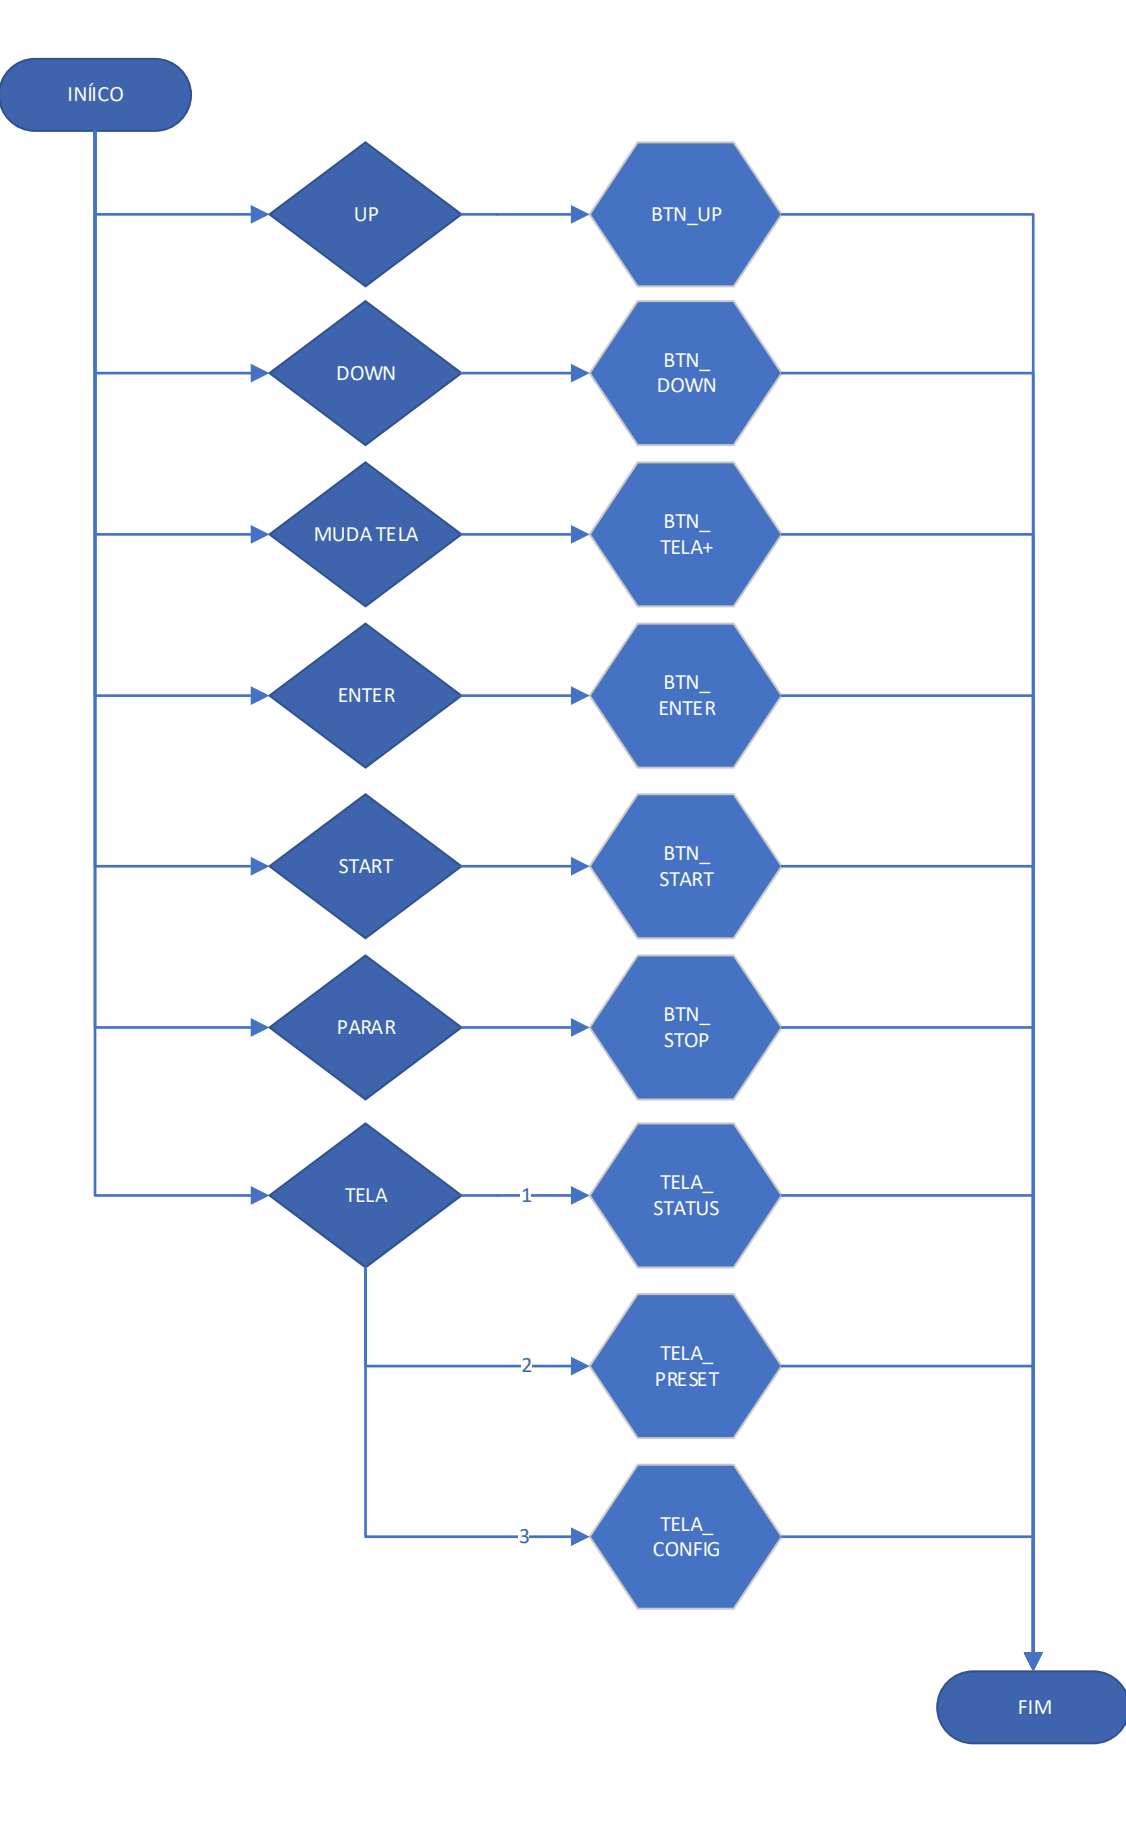 INÍICO
UP
BTN_UP
DOWN
BTN_
DOWN
MUDA TELA
BTN_
TELA+
ENTER
BTN_
ENTER
START
BTN_
START
PARAR
BTN_
STOP
TELA
1
TELA_
STATUS
2
TELA_
PRESET
3
TELA_
CONFIG
FIM